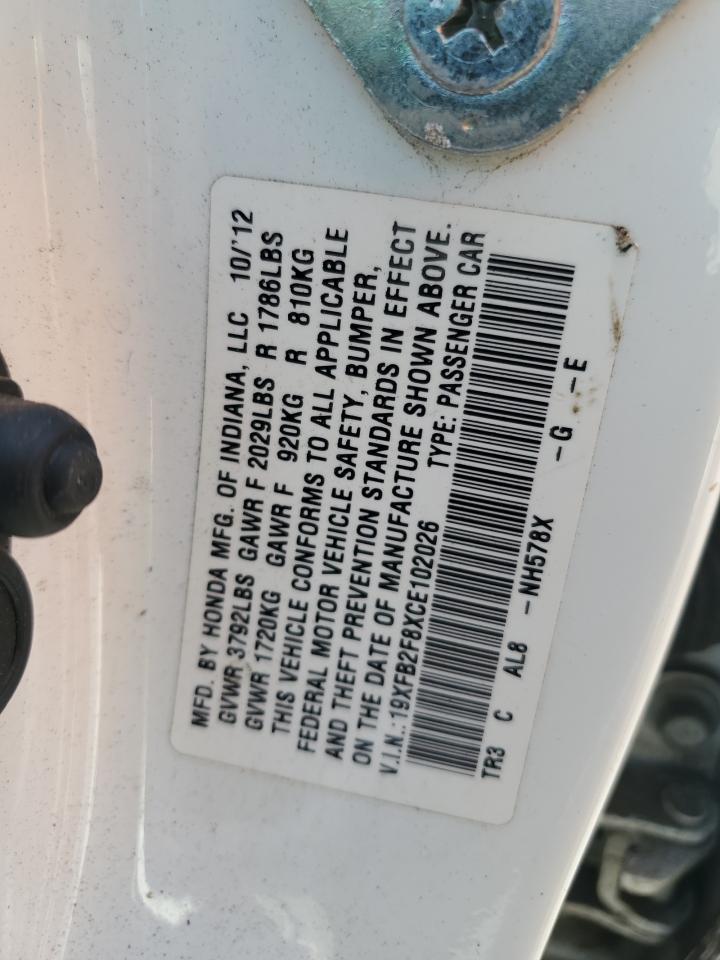 MFD. BY HONDA MFG. OF INDIANA, LLC 10/'12
GVWR 3792LBS GAWR F 2029LBS R 1786LBS
GVWR 1720KG GAWR F 920KG R 810KG
THIS VEHICLE CONFORMS TO ALL APPLICABLE
FEDERAL MOTOR VEHICLE SAFETY, BUMPER,
AND THEFT PREVENTION STANDARDS IN EFFECT
ON THE DATE OF MANUFACTURE SHOWN ABOVE.
V.I.N.:19XFB2F8XCE102026 TYPE: PASSENGER CAR
TR3 C AL8 -NH578X -G -E